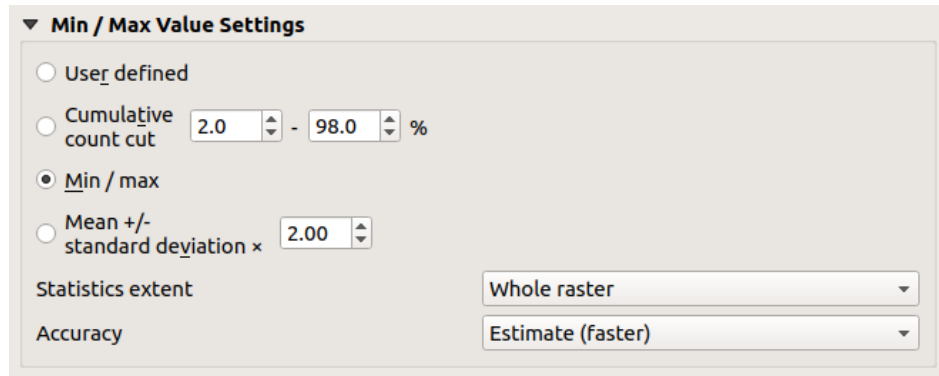 Min / Max Value Settings
User defined
Cumulative
count cut 2.0 - 98.0 %
Min / max
Mean +/-
standard deviation × 2.00
Statistics extent Whole raster
Accuracy Estimate (faster)